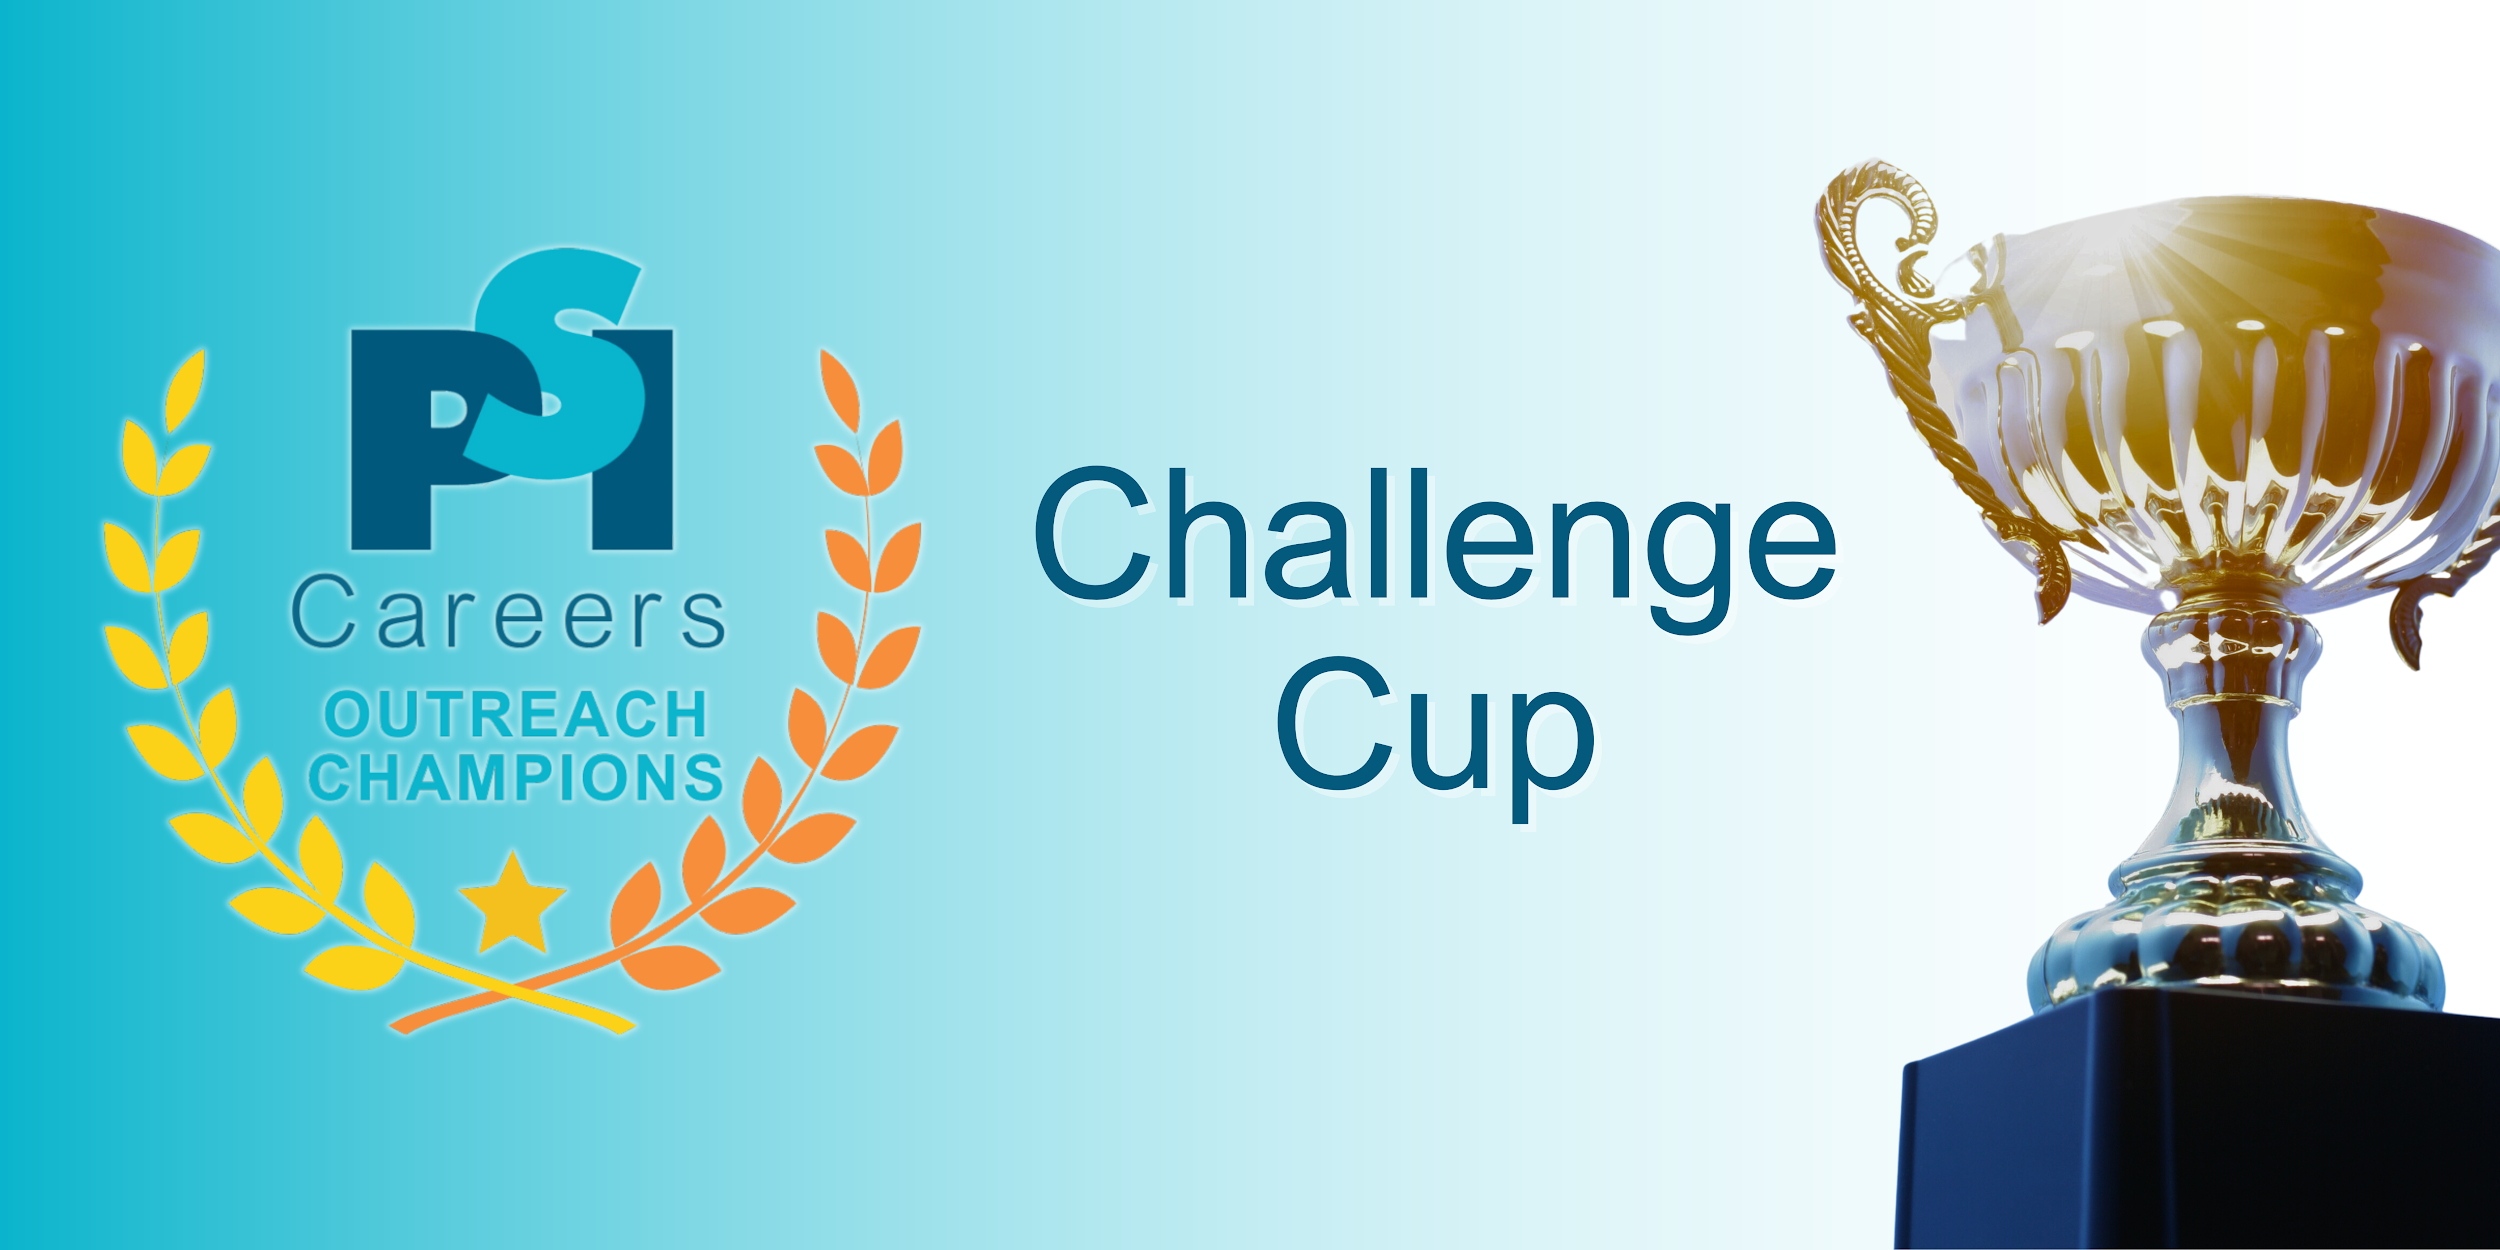 PSI
Careers
OUTREACH
CHAMPIONS
Challenge
Cup